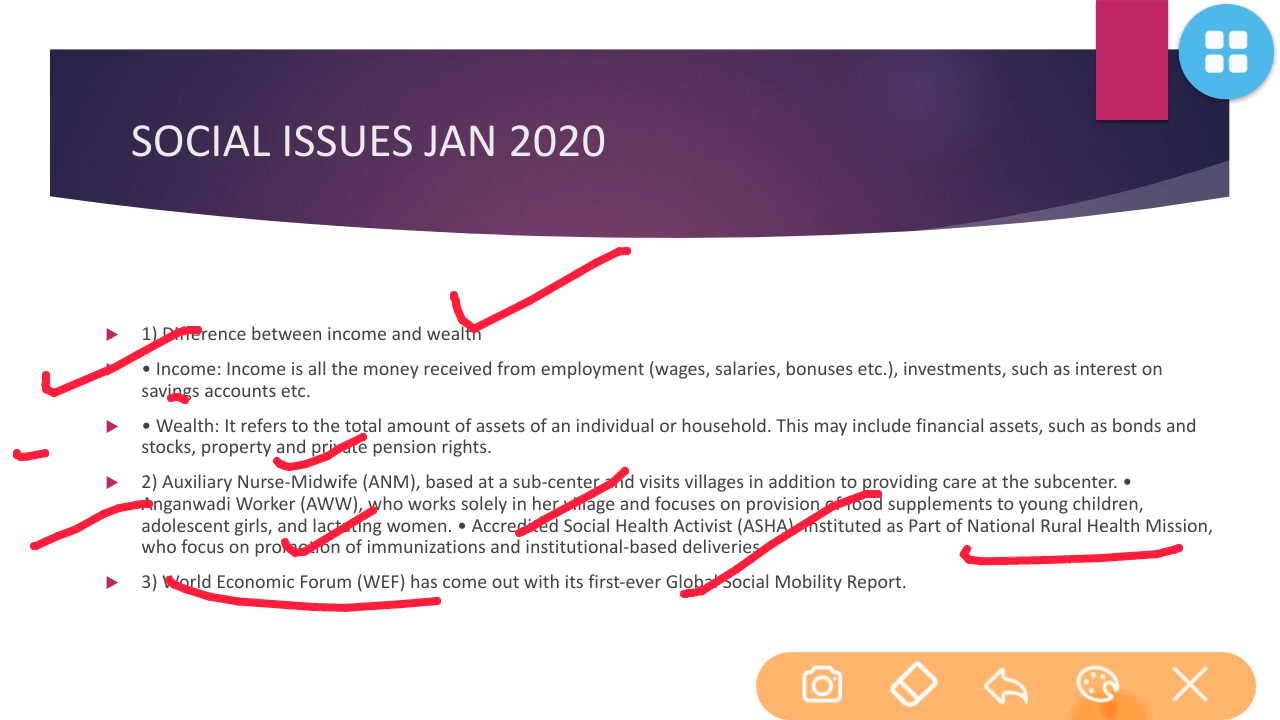 SOCIAL ISSUES JAN 2020
1) Difference between income and wealth
• Income: Income is all the money received from employment (wages, salaries, bonuses etc.), investments, such as interest on
savings accounts etc.
• Wealth: It refers to the total amount of assets of an individual or household. This may include financial assets, such as bonds and
stocks, property and private pension rights.
2) Auxiliary Nurse-Midwife (ANM), based at a sub-center and visits villages in addition to providing care at the subcenter. •
Anganwadi Worker (AWW), who works solely in her village and focuses on provision of food supplements to young children,
adolescent girls, and lactating women. • Accredited Social Health Activist (ASHA), instituted as Part of National Rural Health Mission,
who focus on promotion of immunizations and institutional-based deliveries.
3) World Economic Forum (WEF) has come out with its first-ever Global Social Mobility Report.